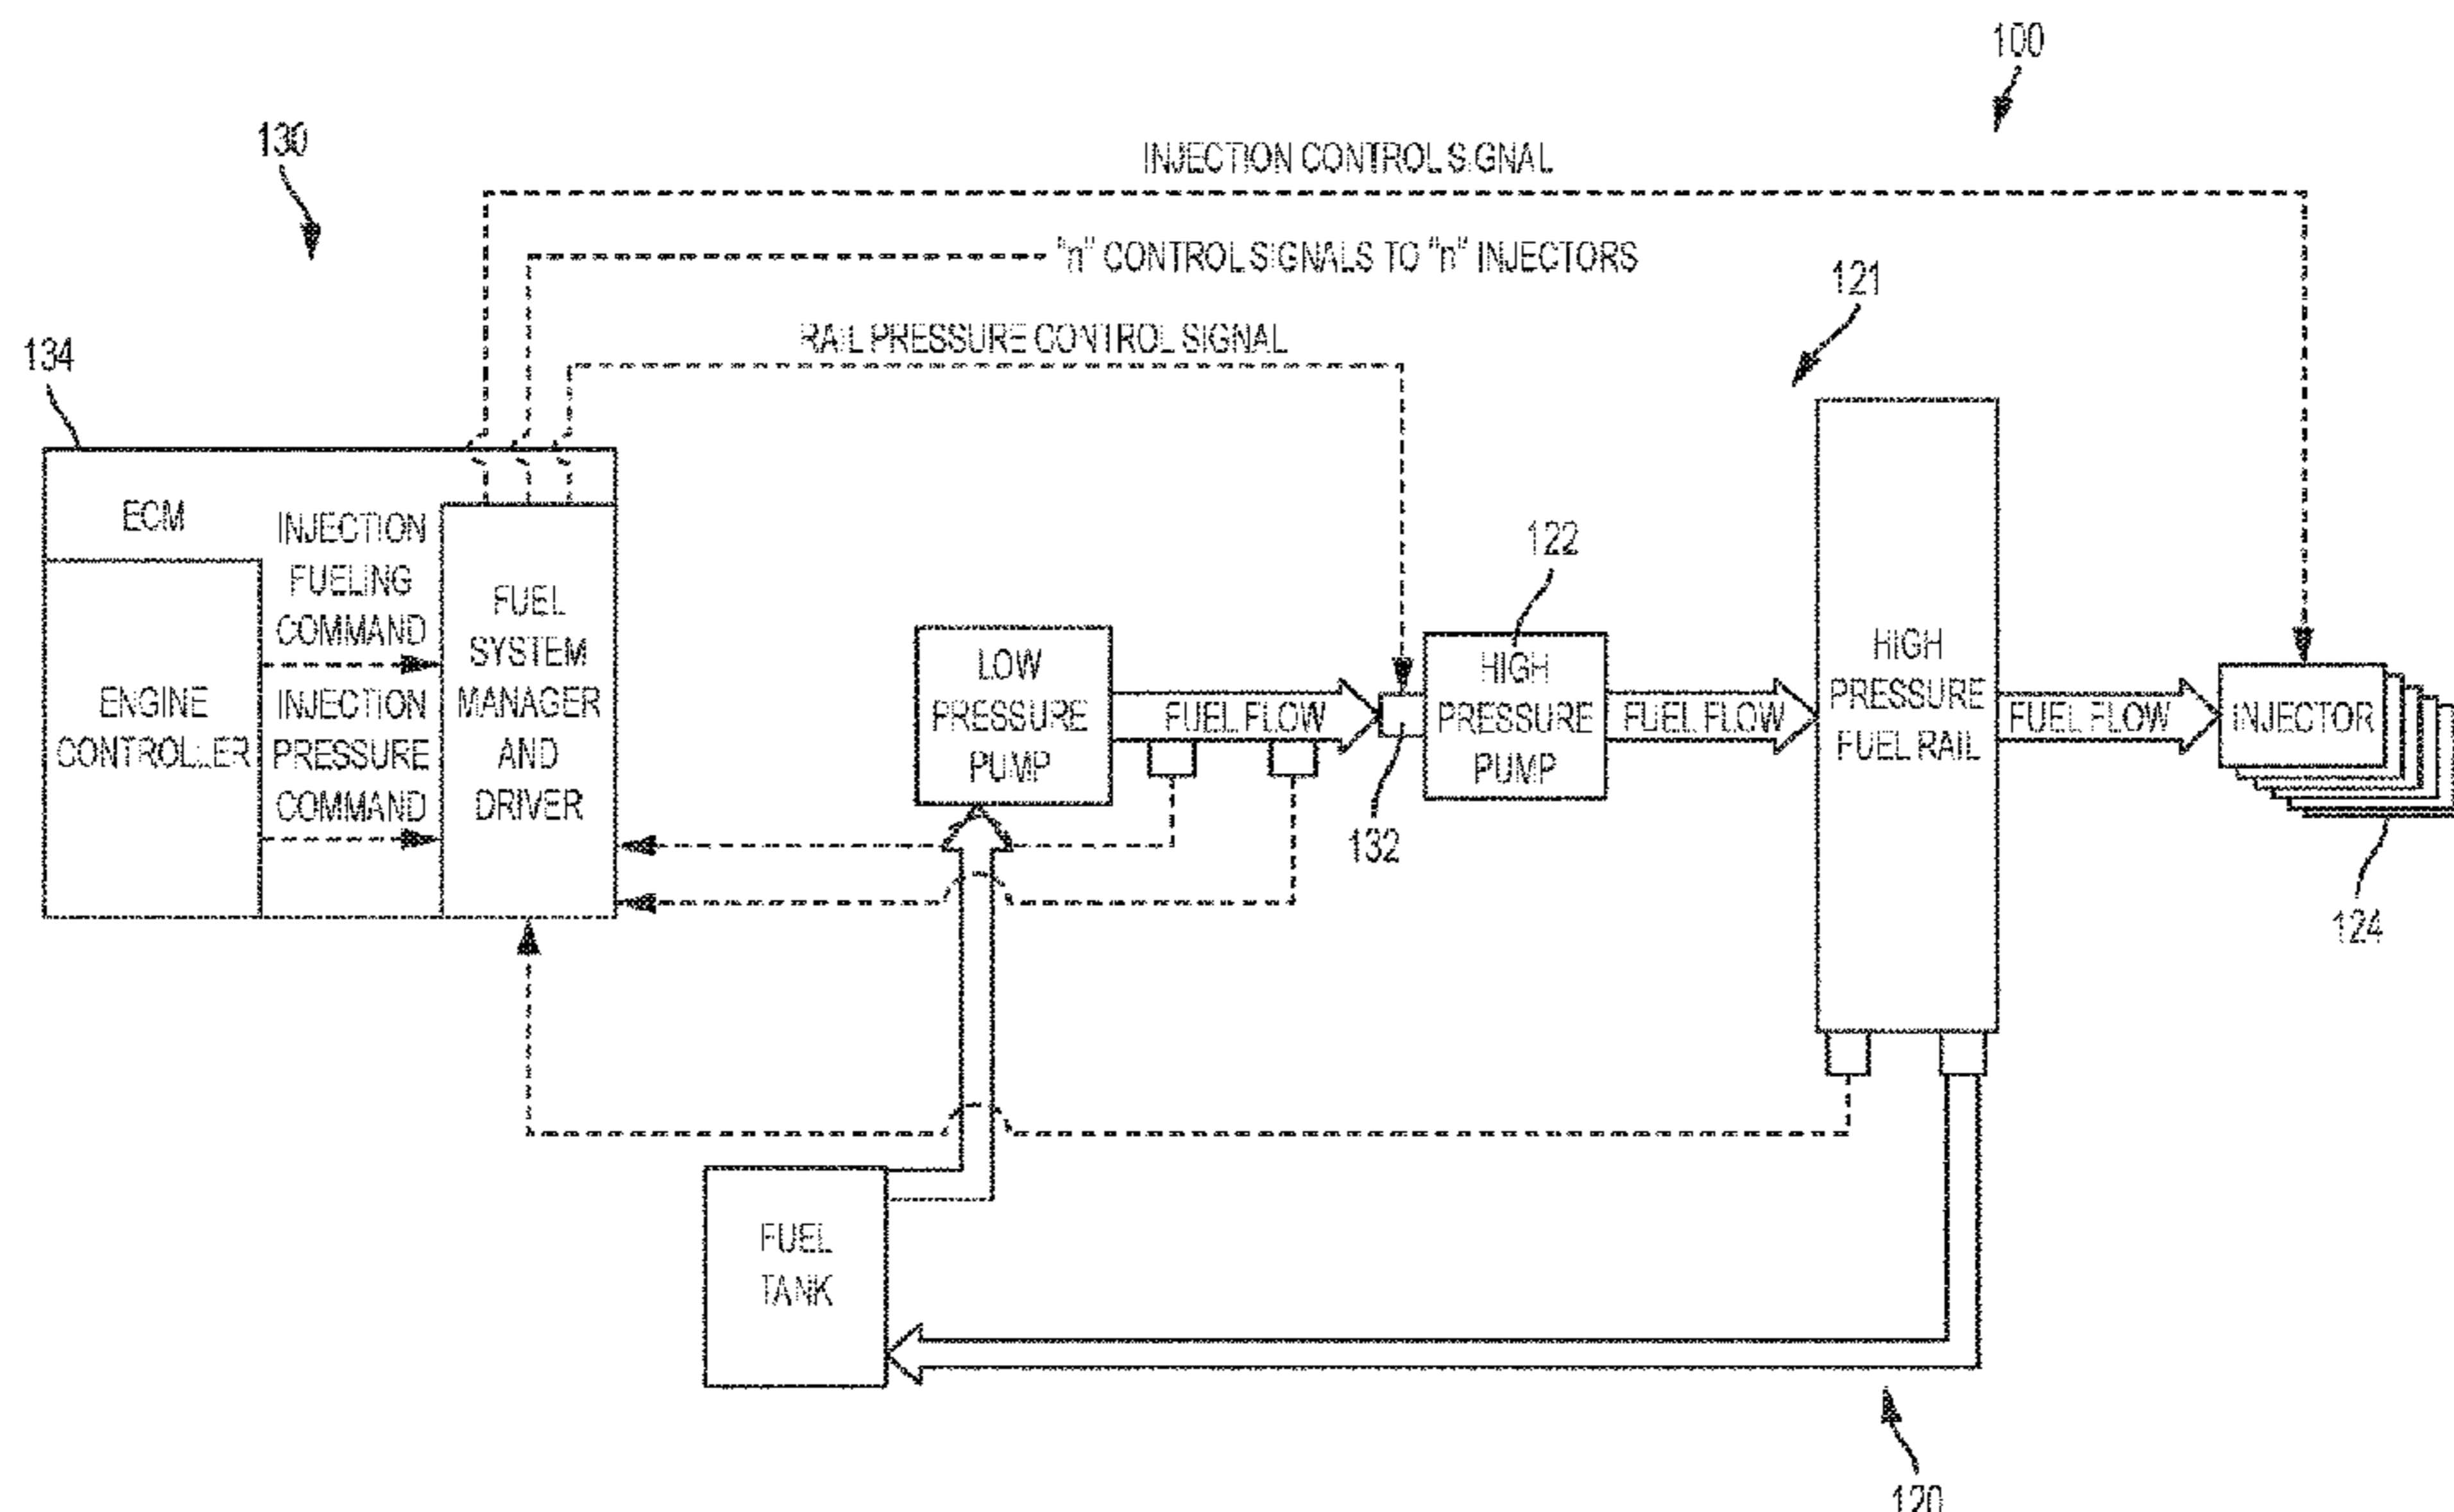 100
130
INJECTION CONTROL SIGNAL
"n" CONTROL SIGNALS TO "n" INJECTORS
121
RAIL PRESSURE CONTROL SIGNAL
134
ECM
INJECTION
FUELING
COMMAND
INJECTION
PRESSURE
COMMAND
ENGINE
CONTROLLER
FUEL
SYSTEM
MANAGER
AND
DRIVER
LOW
PRESSURE
PUMP
FUEL FLOW
132
122
HIGH
PRESSURE
PUMP
FUEL FLOW
HIGH
PRESSURE
FUEL RAIL
FUEL FLOW
INJECTOR
124
FUEL
TANK
120